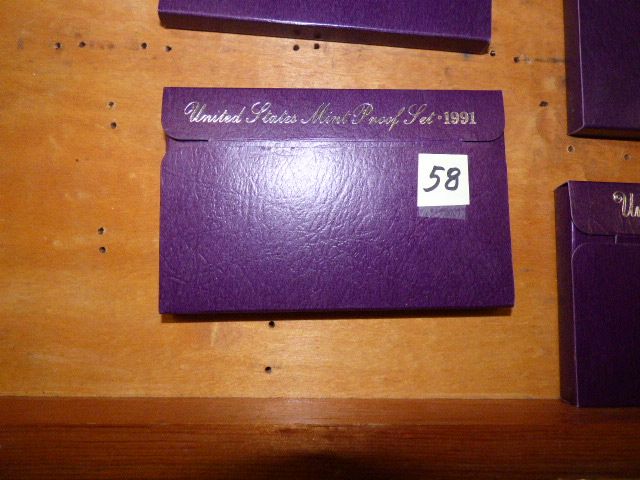 United States Mint Proof Set • 1991
58